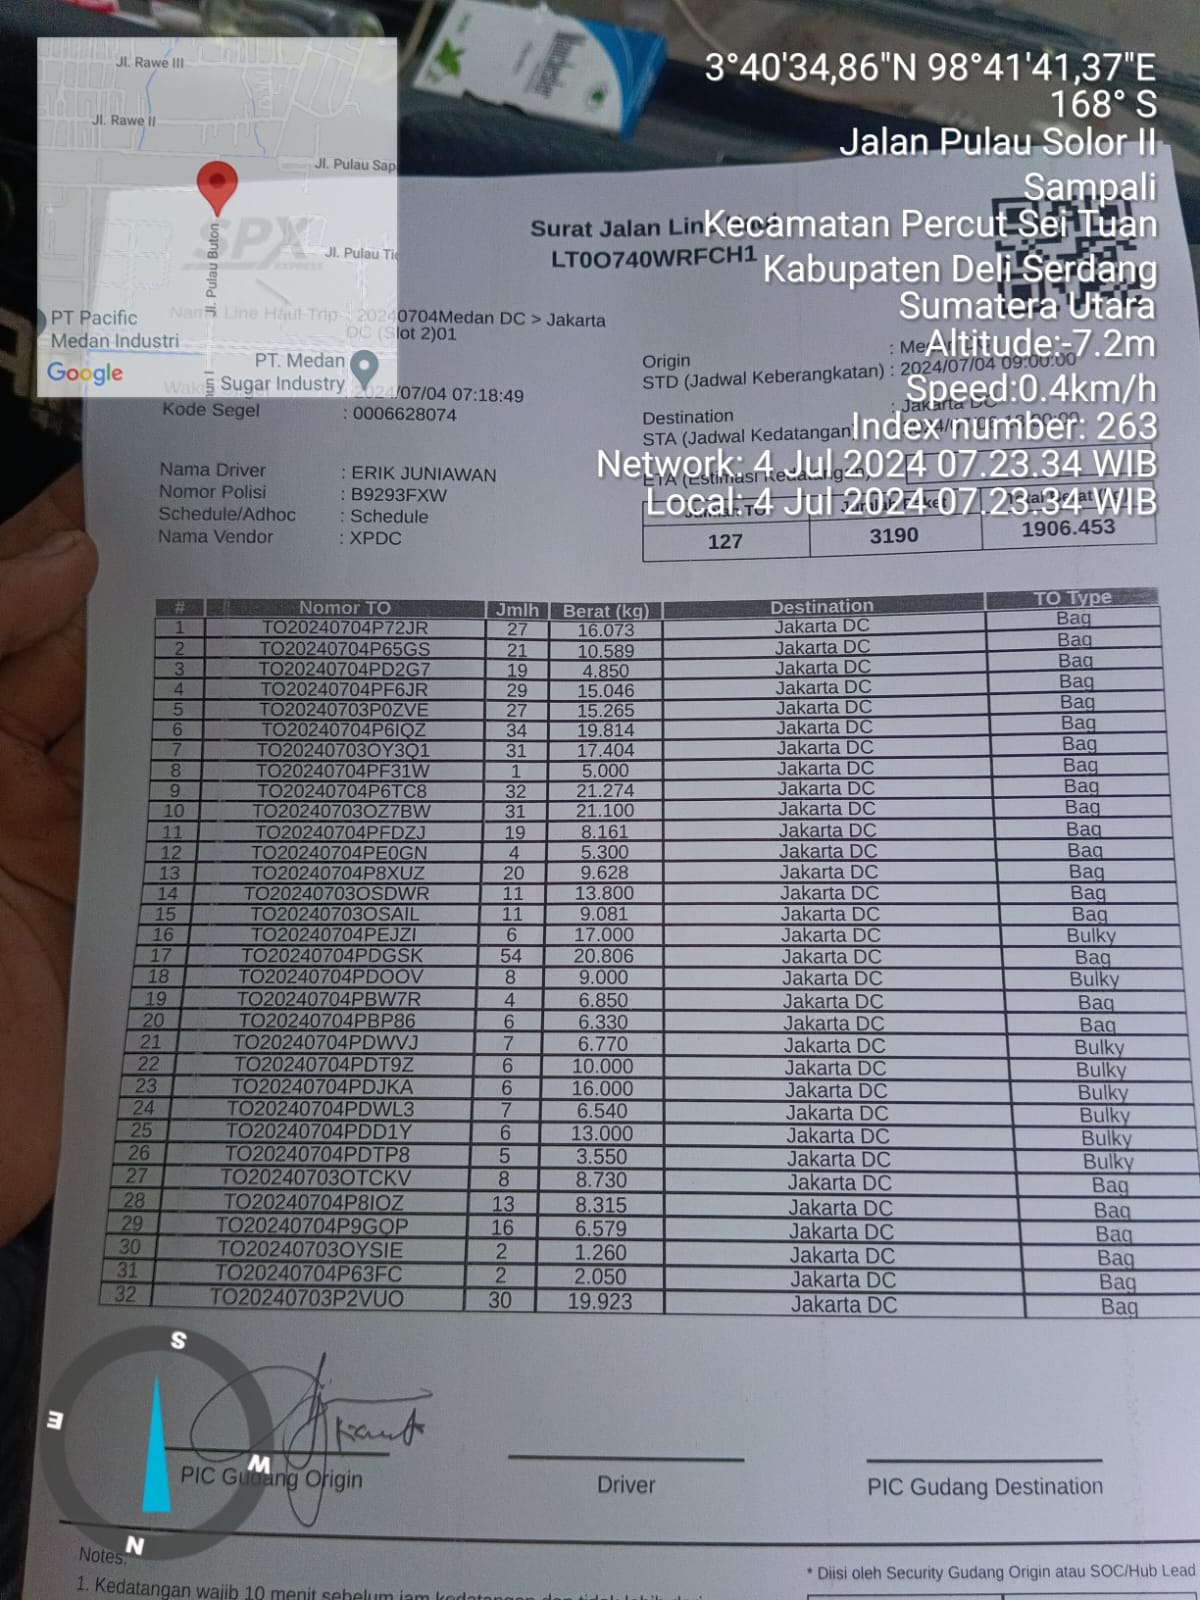 3°40'34,86"N 98°41'41,37"E
168° S
Jalan Pulau Solor II
Sampali
Kecamatan Percut Sei Tuan
Kabupaten Deli Serdang
Sumatera Utara
Altitude:-7.2m
Speed:0.4km/h
Index number: 263
Network: 4 Jul 2024 07.23.34 WIB
Local: 4 Jul 2024 07.23.34 WIB
Jl. Rawe III
Jl. Rawe II
Jl. Pulau Sap
Jl. Pulau Buton
Jl. Pulau Tio
PT Pacific
Medan Industri
PT. Medan
Sugar Industry
Google
SPX
EXPRESS
Surat Jalan Line
LT0O740WRFCH1
Nama Line Haul Trip : 20240704Medan DC > Jakarta
DC (Slot 2)01
2024/07/04 07:18:49
Kode Segel : 0006628074
Origin
STD (Jadwal Keberangkatan) : 2024/07/04 09:00:00
Destination : Jakarta DC
STA (Jadwal Kedatangan)
ETA (Estimasi Kedatangan)
Nama Driver : ERIK JUNIAWAN
Nomor Polisi : B9293FXW
Schedule/Adhoc : Schedule
Nama Vendor : XPDC
127 3190 1906.453
# Nomor TO Jmlh Berat (kg) Destination TO Type
1 TO20240704P72JR 27 16.073 Jakarta DC Bag
2 TO20240704P65GS 21 10.589 Jakarta DC Bag
3 TO20240704PD2G7 19 4.850 Jakarta DC Bag
4 TO20240704PF6JR 29 15.046 Jakarta DC Bag
5 TO20240703P0ZVE 27 15.265 Jakarta DC Bag
6 TO20240704P6IQZ 34 19.814 Jakarta DC Bag
7 TO20240703OY3Q1 31 17.404 Jakarta DC Bag
8 TO20240704PF31W 1 5.000 Jakarta DC Bag
9 TO20240704P6TC8 32 21.274 Jakarta DC Bag
10 TO20240703OZ7BW 31 21.100 Jakarta DC Bag
11 TO20240704PFDZJ 19 8.161 Jakarta DC Bag
12 TO20240704PE0GN 4 5.300 Jakarta DC Bag
13 TO20240704P8XUZ 20 9.628 Jakarta DC Bag
14 TO20240703OSDWR 11 13.800 Jakarta DC Bag
15 TO20240703OSAIL 11 9.081 Jakarta DC Bag
16 TO20240704PEJZI 6 17.000 Jakarta DC Bulky
17 TO20240704PDGSK 54 20.806 Jakarta DC Bag
18 TO20240704PDOOV 8 9.000 Jakarta DC Bulky
19 TO20240704PBW7R 4 6.850 Jakarta DC Bag
20 TO20240704PBP86 6 6.330 Jakarta DC Bag
21 TO20240704PDWVJ 7 6.770 Jakarta DC Bulky
22 TO20240704PDT9Z 6 10.000 Jakarta DC Bulky
23 TO20240704PDJKA 6 16.000 Jakarta DC Bulky
24 TO20240704PDWL3 7 6.540 Jakarta DC Bulky
25 TO20240704PDD1Y 6 13.000 Jakarta DC Bulky
26 TO20240704PDTP8 5 3.550 Jakarta DC Bulky
27 TO20240703OTCKV 8 8.730 Jakarta DC Bag
28 TO20240704P8IOZ 13 8.315 Jakarta DC Bag
29 TO20240704P9GQP 16 6.579 Jakarta DC Bag
30 TO20240703OYSIE 2 1.260 Jakarta DC Bag
31 TO20240704P63FC 2 2.050 Jakarta DC Bag
32 TO20240703P2VUO 30 19.923 Jakarta DC Bag
S
E
W
N
PIC Gudang Origin
Driver
PIC Gudang Destination
Notes:
1. Kedatangan wajib 10 menit sebelum jam
* Diisi oleh Security Gudang Origin atau SOC/Hub Lead